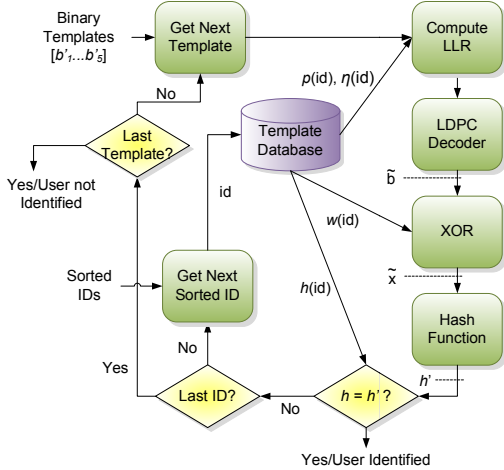 Binary
Templates
[b'1...b'5]
Get Next
Template
Compute
LLR
p(id), η(id)
No
Last
Template?
Template
Database
LDPC
Decoder
b̃
Yes/User not
Identified
id
w(id)
XOR
Sorted
IDs
Get Next
Sorted ID
h(id)
x̃
Hash
Function
No
Yes
h'
Last ID?
No
h = h' ?
Yes/User Identified